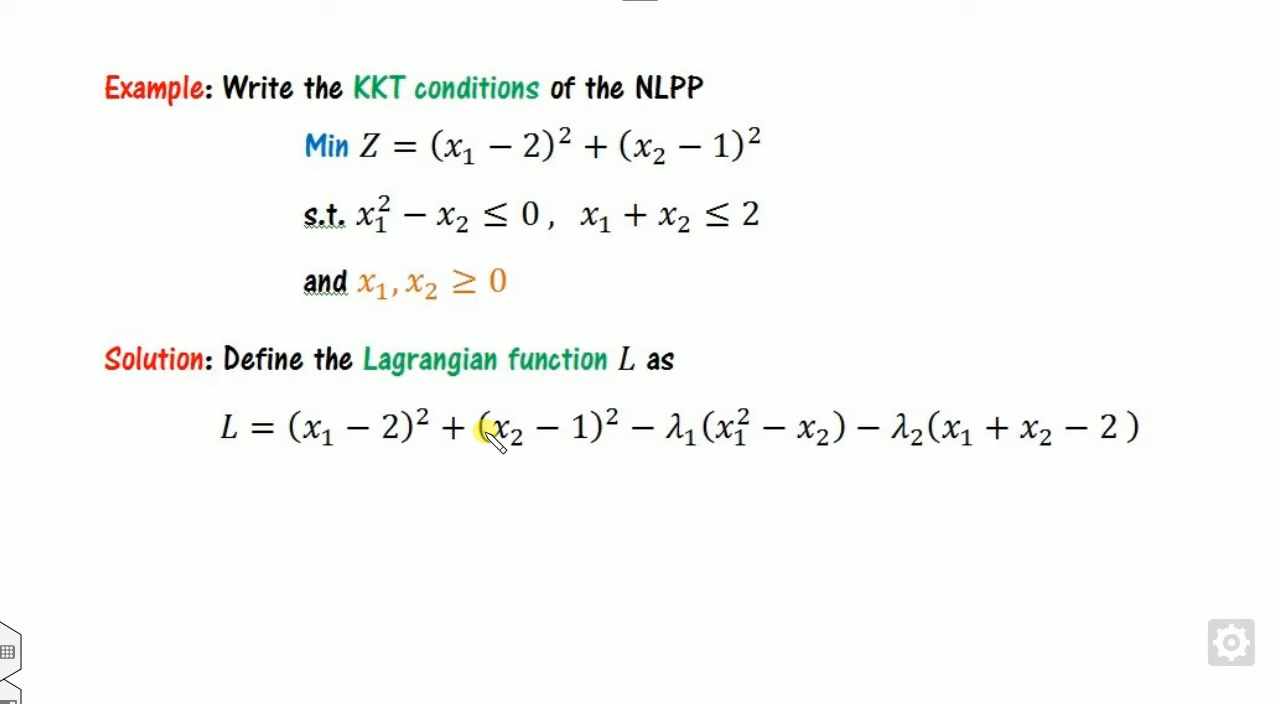 Example: Write the KKT conditions of the NLPP
Min Z = (x₁ − 2)² + (x₂ − 1)²
s.t. x₁² − x₂ ≤ 0 , x₁ + x₂ ≤ 2
and x₁, x₂ ≥ 0
Solution: Define the Lagrangian function L as
L = (x₁ − 2)² + (x₂ − 1)² − λ₁(x₁² − x₂) − λ₂(x₁ + x₂ − 2 )